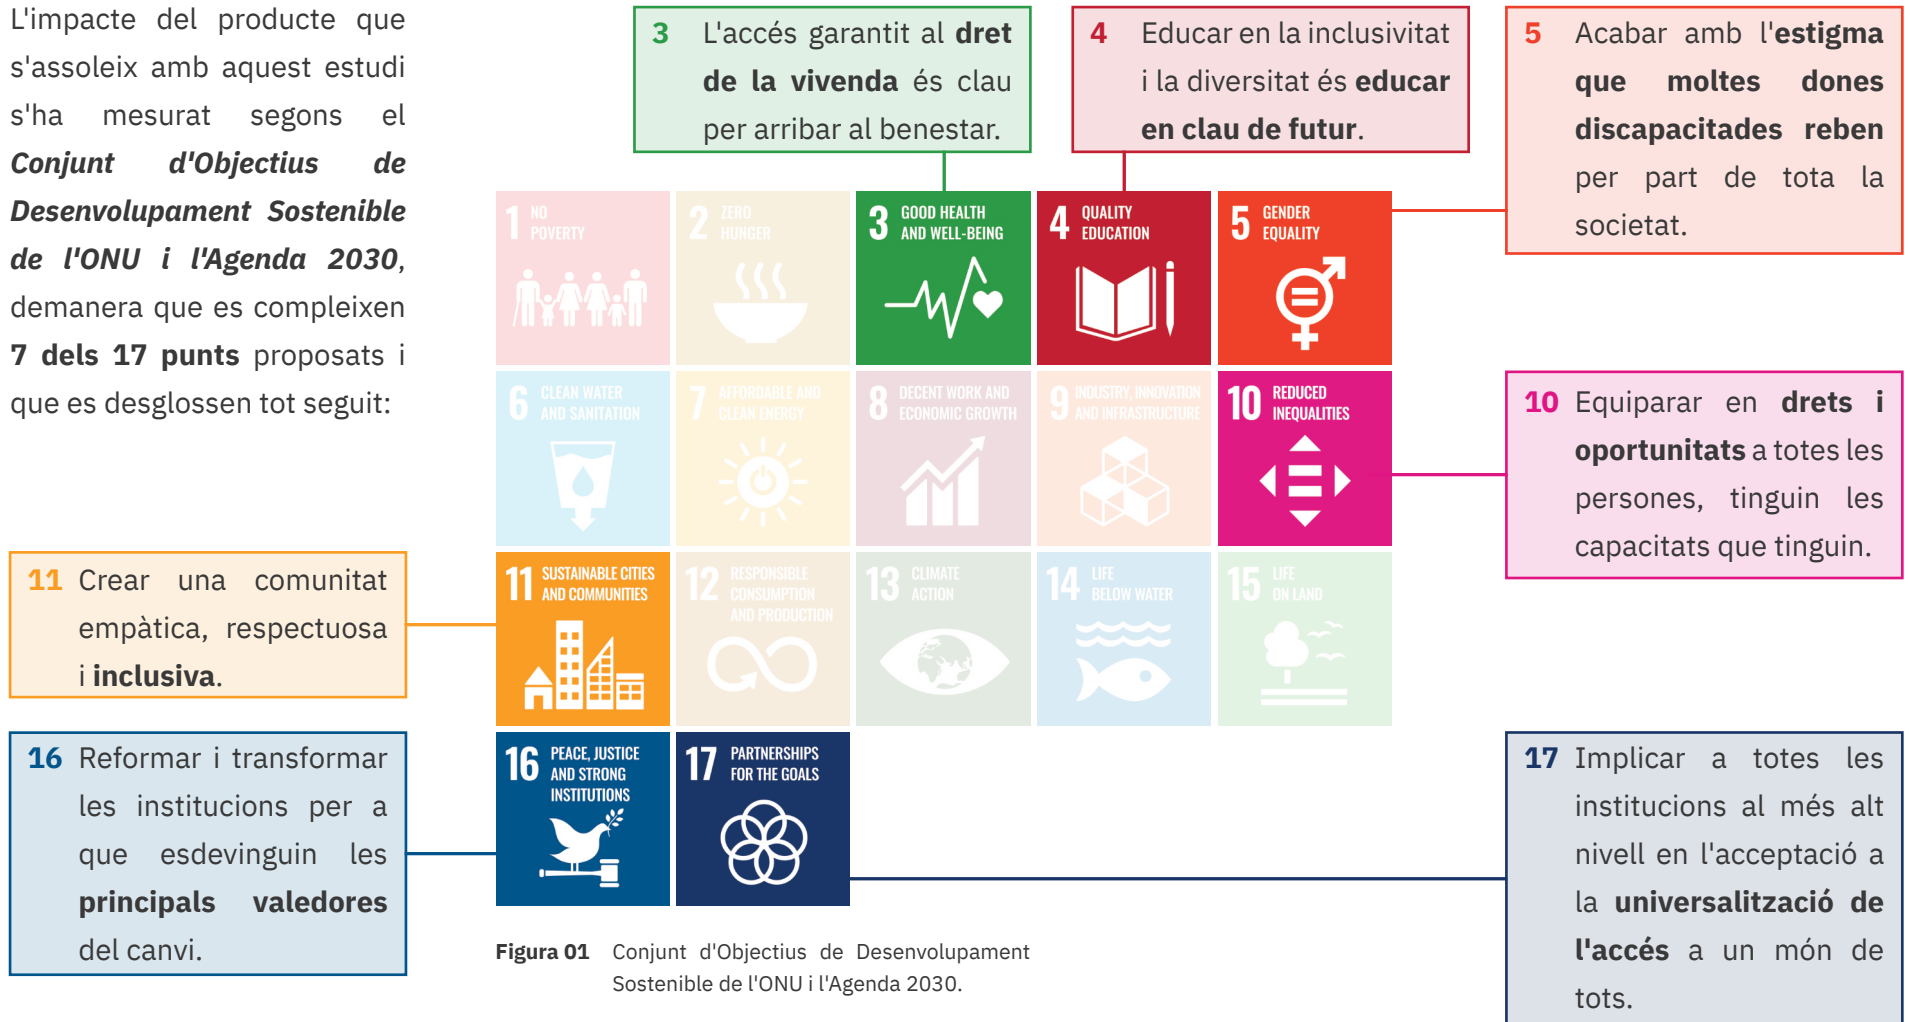 L'impacte del producte que
s'assoleix amb aquest estudi
s'ha mesurat segons el
Conjunt d'Objectius de
Desenvolupament Sostenible
de l'ONU i l'Agenda 2030,
demanera que es compleixen
7 dels 17 punts proposats i
que es desglossen tot seguit:
3 L'accés garantit al dret
de la vivenda és clau
per arribar al benestar.
4 Educar en la inclusivitat
i la diversitat és educar
en clau de futur.
5 Acabar amb l'estigma
que moltes dones
discapacitades reben
per part de tota la
societat.
1 NO
POVERTY
2 ZERO
HUNGER
3 GOOD HEALTH
AND WELL-BEING
4 QUALITY
EDUCATION
5 GENDER
EQUALITY
6 CLEAN WATER
AND SANITATION
7 AFFORDABLE AND
CLEAN ENERGY
8 DECENT WORK AND
ECONOMIC GROWTH
9 INDUSTRY, INNOVATION
AND INFRASTRUCTURE
10 REDUCED
INEQUALITIES
10 Equiparar en drets i
oportunitats a totes les
persones, tinguin les
capacitats que tinguin.
11 Crear una comunitat
empàtica, respectuosa
i inclusiva.
11 SUSTAINABLE CITIES
AND COMMUNITIES
12 RESPONSIBLE
CONSUMPTION
AND PRODUCTION
13 CLIMATE
ACTION
14 LIFE
BELOW WATER
15 LIFE
ON LAND
16 Reformar i transformar
les institucions per a
que esdevinguin les
principals valedores
del canvi.
16 PEACE, JUSTICE
AND STRONG
INSTITUTIONS
17 PARTNERSHIPS
FOR THE GOALS
17 Implicar a totes les
institucions al més alt
nivell en l'acceptació a
la universalització de
l'accés a un món de
tots.
Figura 01 Conjunt d'Objectius de Desenvolupament
Sostenible de l'ONU i l'Agenda 2030.